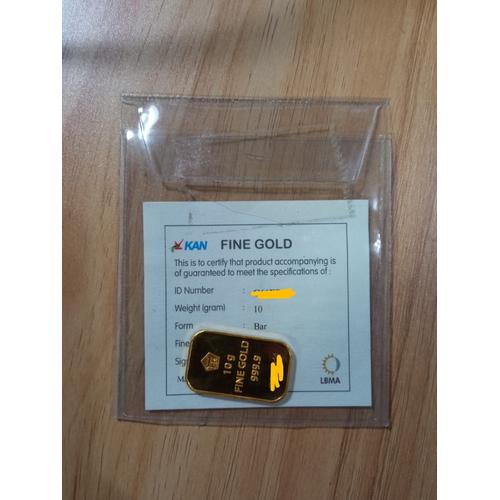 KAN FINE GOLD
This is to certify that product accompanying is
of guaranteed to meet the specifications of :
ID Number :
Weight (gram) : 10
Form : Bar
LBMA
10 g
FINE GOLD
999.9